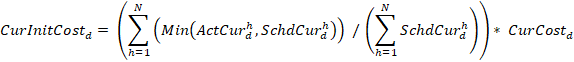 CurInitCost_d = ( ∑_{h=1}^{N} (Min(ActCur_d^h, SchdCur_d^h)) / ( ∑_{h=1}^{N} SchdCur_d^h ) ) * CurCost_d